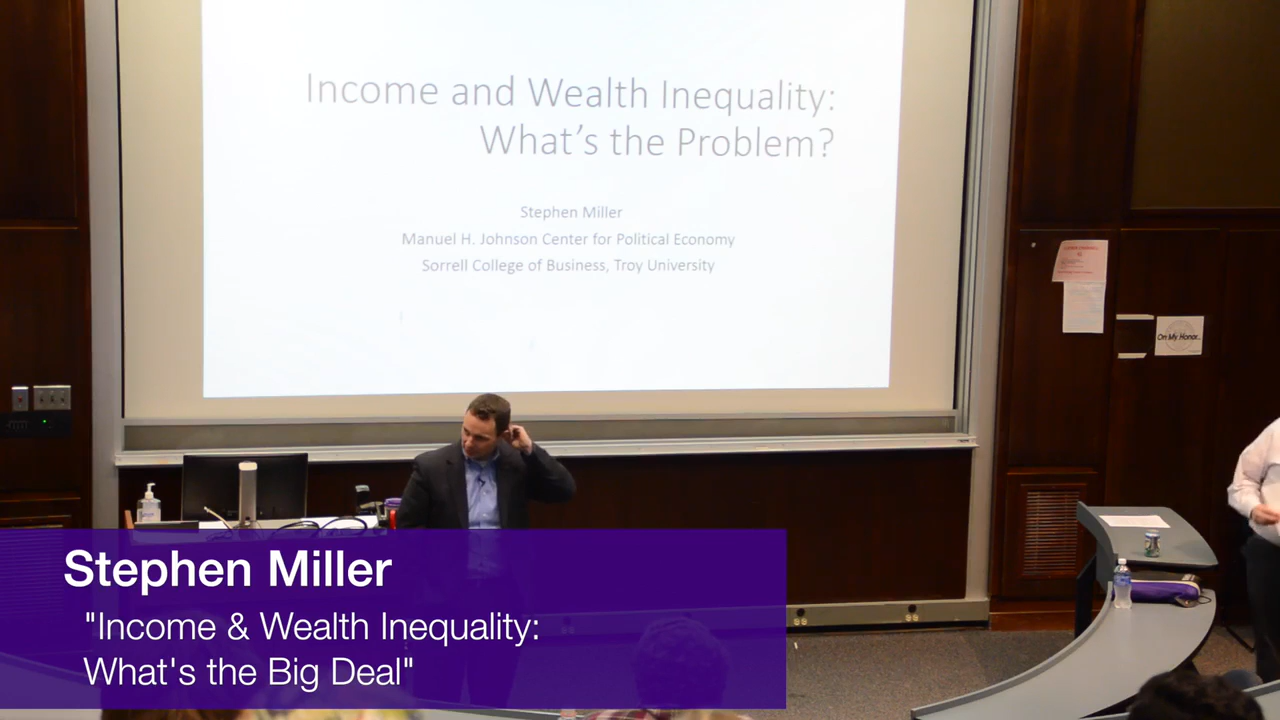 Income and Wealth Inequality:
What's the Problem?
Stephen Miller
Manuel H. Johnson Center for Political Economy
Sorrell College of Business, Troy University
On My Honor...
Stephen Miller
"Income & Wealth Inequality:
What's the Big Deal"